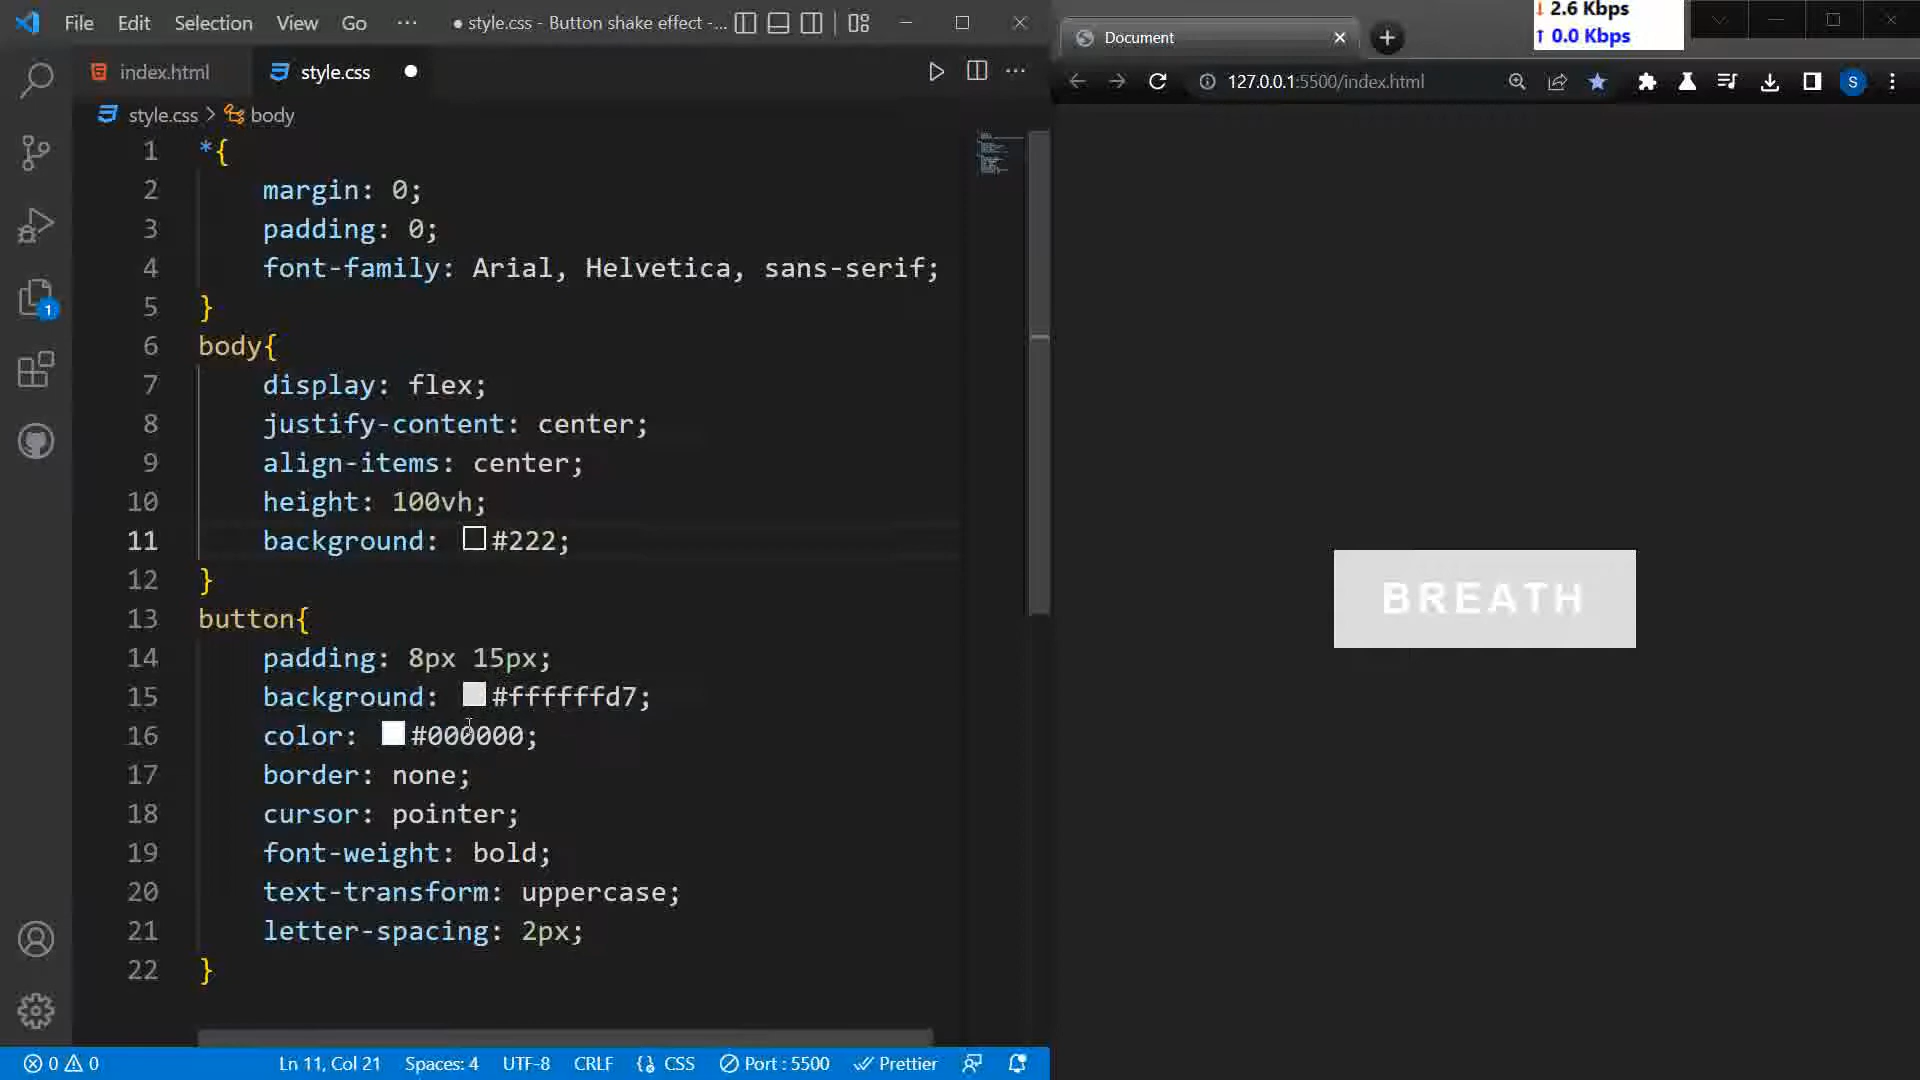 File Edit Selection View Go ··· ● style.css - Button shake effect -...
index.html style.css ●
style.css > body
1 *{
2 margin: 0;
3 padding: 0;
4 font-family: Arial, Helvetica, sans-serif;
5 }
6 body{
7 display: flex;
8 justify-content: center;
9 align-items: center;
10 height: 100vh;
11 background: #222;
12 }
13 button{
14 padding: 8px 15px;
15 background: #ffffffd7;
16 color: #000000;
17 border: none;
18 cursor: pointer;
19 font-weight: bold;
20 text-transform: uppercase;
21 letter-spacing: 2px;
22 }
1
0 0 Ln 11, Col 21 Spaces: 4 UTF-8 CRLF {} CSS Port : 5500 Prettier
Document
↓ 2.6 Kbps
↑ 0.0 Kbps
127.0.0.1:5500/index.html
S
BREATH